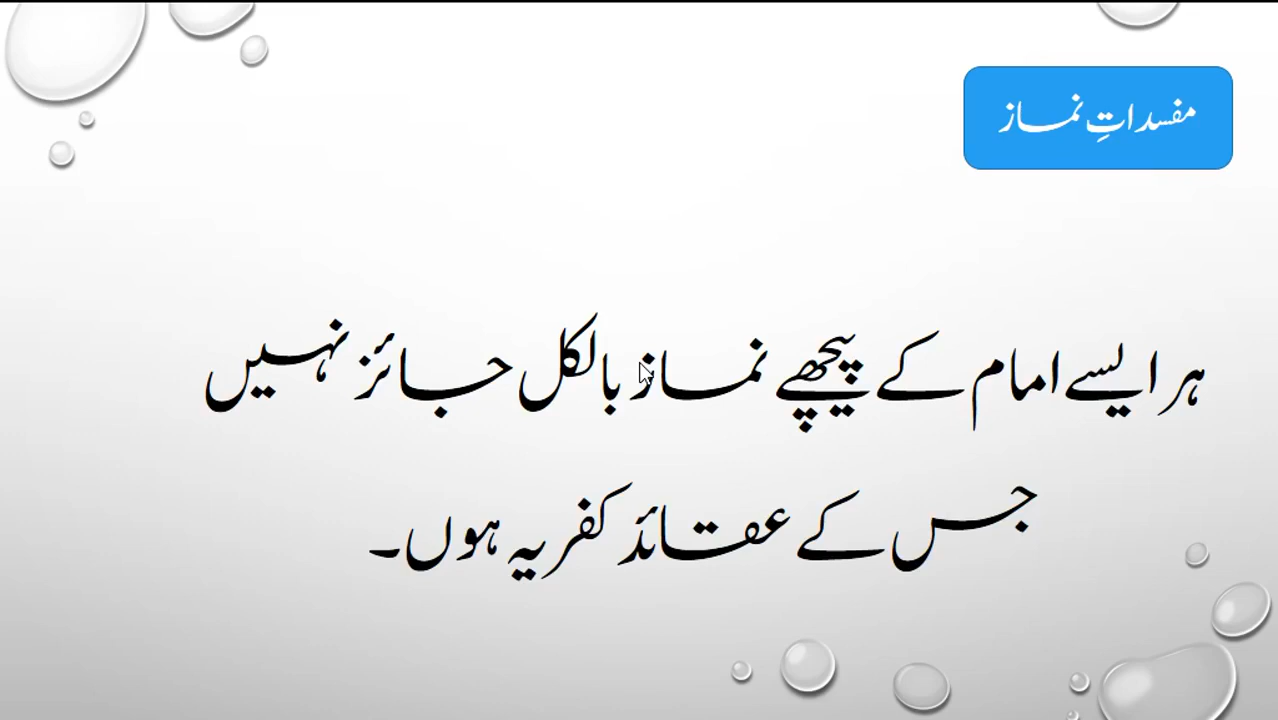 مفسداتِ نماز
ہر ایسے امام کے پیچھے نماز بالکل جائز نہیں
جس کے عقائد کفریہ ہوں۔